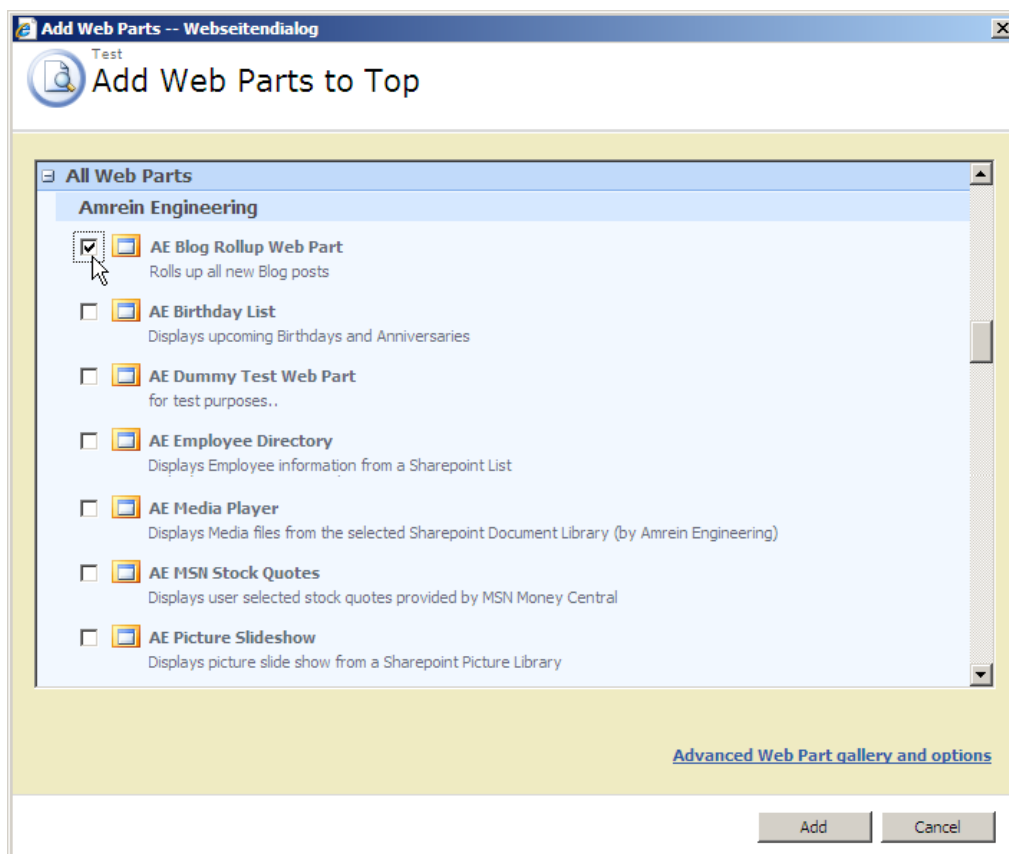 Add Web Parts -- Webseitendialog
Test
Add Web Parts to Top
All Web Parts
Amrein Engineering
AE Blog Rollup Web Part
Rolls up all new Blog posts
AE Birthday List
Displays upcoming Birthdays and Anniversaries
AE Dummy Test Web Part
for test purposes..
AE Employee Directory
Displays Employee information from a Sharepoint List
AE Media Player
Displays Media files from the selected Sharepoint Document Library (by Amrein Engineering)
AE MSN Stock Quotes
Displays user selected stock quotes provided by MSN Money Central
AE Picture Slideshow
Displays picture slide show from a Sharepoint Picture Library
Advanced Web Part gallery and options
Add Cancel